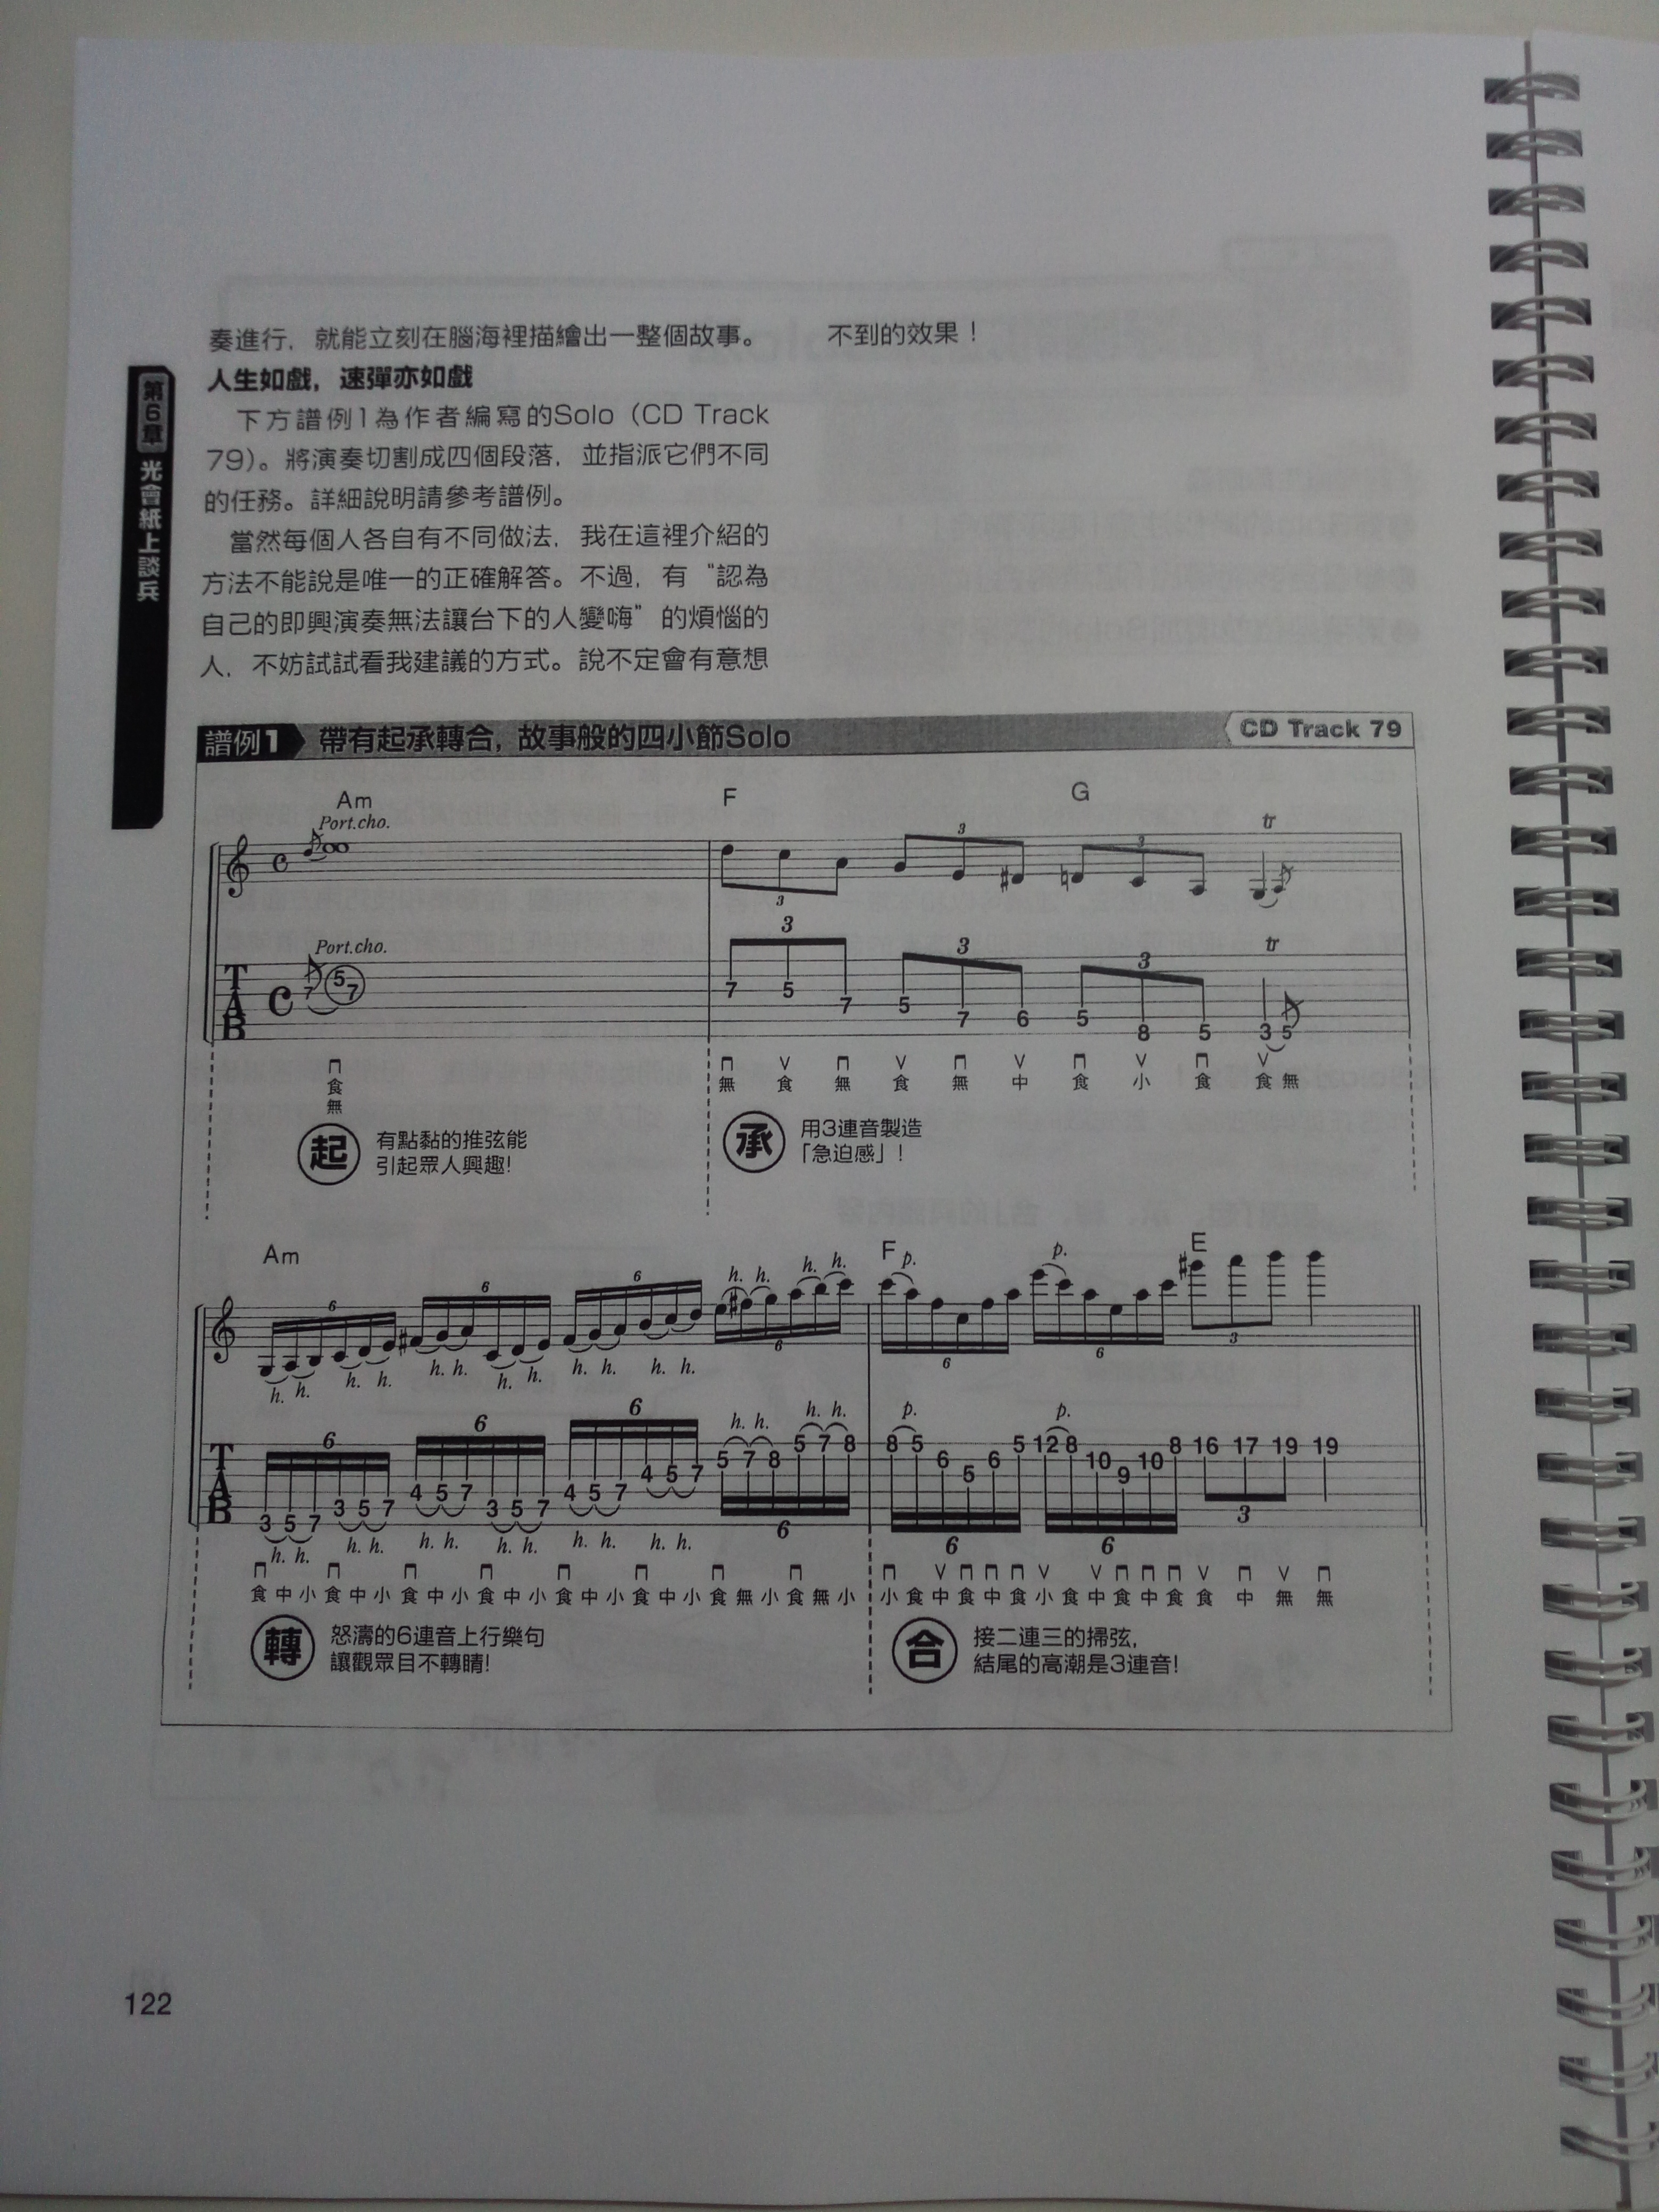 奏進行，就能立刻在腦海裡描繪出一整個故事。
人生如戲，速彈亦如戲
下方譜例1為作者編寫的Solo（CD Track
79）。將演奏切割成四個段落，並指派它們不同
的任務。詳細說明請參考譜例。
當然每個人各自有不同做法，我在這裡介紹的
方法不能說是唯一的正確解答。不過，有“認為
自己的即興演奏無法讓台下的人變嗨”的煩惱的
人，不妨試試看我建議的方式。說不定會有意想
不到的效果！
第6章 光會紙上談兵
譜例1 帶有起承轉合，故事般的四小節Solo
CD Track 79
Am F G
Port.cho. tr
3 3 3
Port.cho. tr
3 3 3
TAB
7 5 7
7 5 7 5 7 6 5 8 5 3 5
食 無 食 無 食 無 中 食 小 食 食 無
無
起 有點黏的推弦能
引起眾人興趣！
承 用3連音製造
「急迫感」！
Am F E
h. h. h. h. p. p.
6 6 6 6 6 6 3
h. h. h. h. h. h. h. h. h. h. h. h.
h. h. h. h. p. p.
6 6 6 6 6 6 3
TAB
3 5 7 3 5 7 4 5 7 3 5 7 4 5 7 4 5 7 5 7 8 5 7 8 8 5 6 5 6 5 12 8 10 9 10 8 16 17 19 19
h. h. h. h. h. h. h. h. h. h. h. h.
食 中 小 食 中 小 食 中 小 食 中 小 食 中 小 食 中 小 食 無 小 食 無 小 小 食 中 食 中 食 小 食 中 食 中 食 食 中 無 無
轉 怒濤的6連音上行樂句
讓觀眾目不轉睛！
合 接二連三的掃弦，
結尾的高潮是3連音！
122